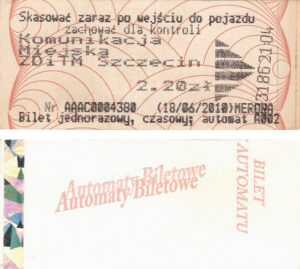 Skasować zaraz po wejściu do pojazdu
zachować dla kontroli
Komunikacja
Miejska
ZDiTM Szczecin
2.20zł
Nr AAAC0004380 (18/06/2010)MERONA
Bilet jednorazowy, czasowy; automat A002
Automaty Biletowe
Automaty Biletowe
BILET
Z AUTOMATU